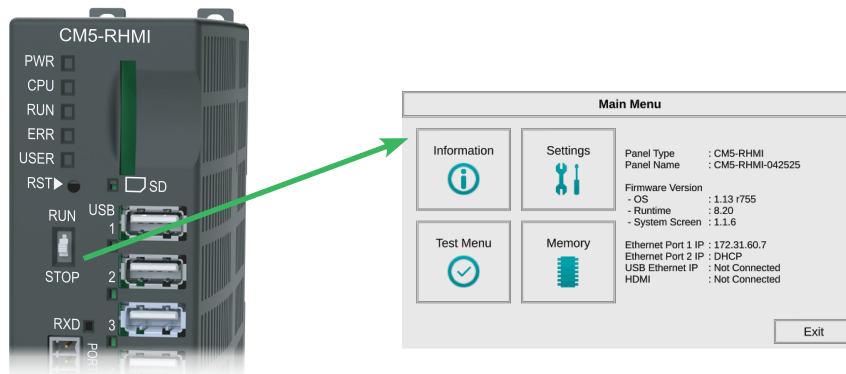 CM5-RHMI
PWR
CPU
RUN
ERR
USER
RST
SD
RUN
USB
1
STOP
2
RXD
3
POR
Main Menu
Information
Settings
Test Menu
Memory
Panel Type : CM5-RHMI
Panel Name : CM5-RHMI-042525
Firmware Version
- OS : 1.13 r755
- Runtime : 8.20
- System Screen : 1.1.6
Ethernet Port 1 IP : 172.31.60.7
Ethernet Port 2 IP : DHCP
USB Ethernet IP : Not Connected
HDMI : Not Connected
Exit